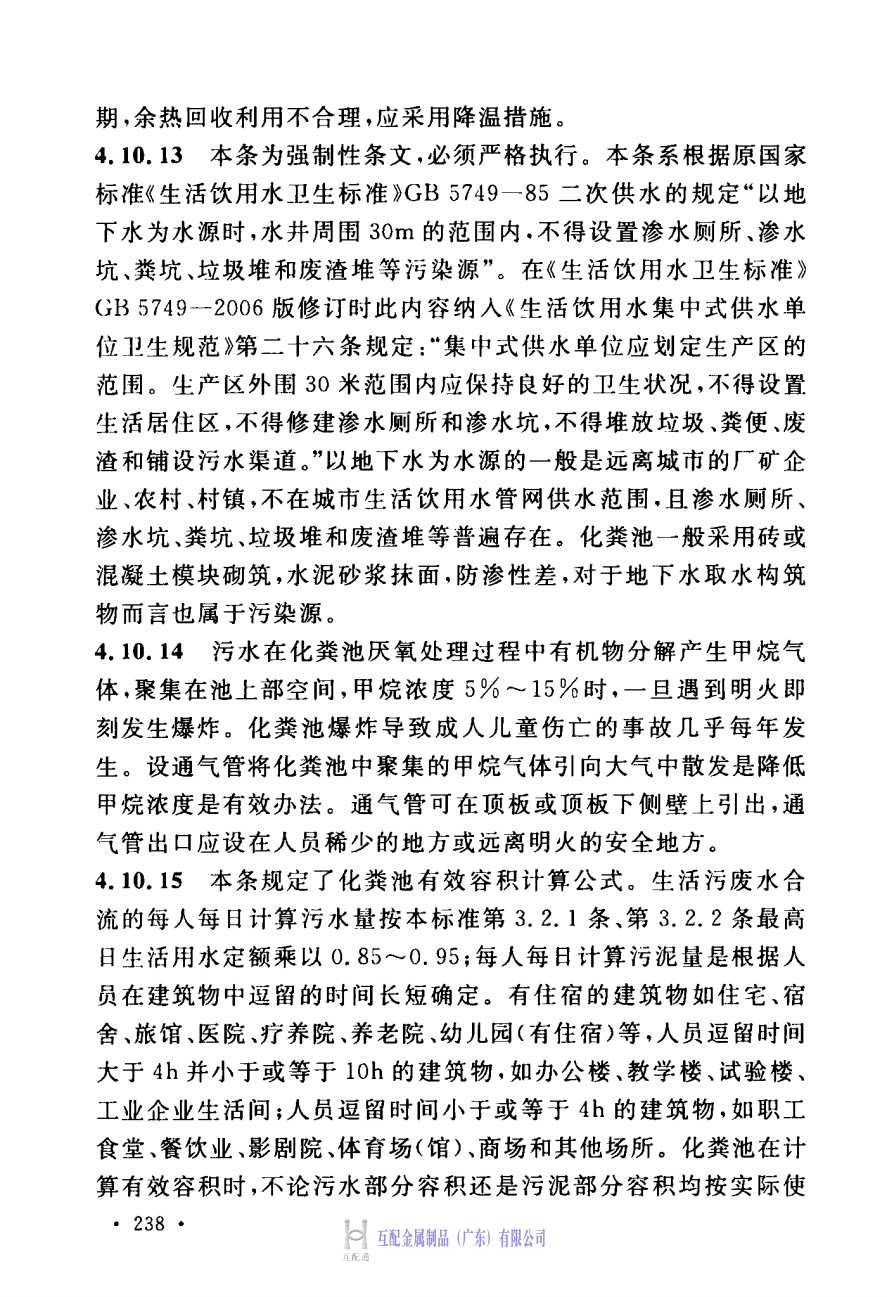 期,余热回收利用不合理,应采用降温措施。
4.10.13 本条为强制性条文,必须严格执行。本条系根据原国家
标准《生活饮用水卫生标准》GB 5749—85 二次供水的规定“以地
下水为水源时,水井周围 30m 的范围内,不得设置渗水厕所、渗水
坑、粪坑、垃圾堆和废渣堆等污染源”。在《生活饮用水卫生标准》
GB 5749—2006 版修订时此内容纳入《生活饮用水集中式供水单
位卫生规范》第二十六条规定:“集中式供水单位应划定生产区的
范围。生产区外围 30 米范围内应保持良好的卫生状况,不得设置
生活居住区,不得修建渗水厕所和渗水坑,不得堆放垃圾、粪便、废
渣和铺设污水渠道。”以地下水为水源的一般是远离城市的厂矿企
业、农村、村镇,不在城市生活饮用水管网供水范围,且渗水厕所、
渗水坑、粪坑、垃圾堆和废渣堆等普遍存在。化粪池一般采用砖或
混凝土模块砌筑,水泥砂浆抹面,防渗性差,对于地下水取水构筑
物而言也属于污染源。
4.10.14 污水在化粪池厌氧处理过程中有机物分解产生甲烷气
体,聚集在池上部空间,甲烷浓度 5%～15%时,一旦遇到明火即
刻发生爆炸。化粪池爆炸导致成人儿童伤亡的事故几乎每年发
生。设通气管将化粪池中聚集的甲烷气体引向大气中散发是降低
甲烷浓度是有效办法。通气管可在顶板或顶板下侧壁上引出,通
气管出口应设在人员稀少的地方或远离明火的安全地方。
4.10.15 本条规定了化粪池有效容积计算公式。生活污废水合
流的每人每日计算污水量按本标准第 3.2.1 条、第 3.2.2 条最高
日生活用水定额乘以 0.85～0.95;每人每日计算污泥量是根据人
员在建筑物中逗留的时间长短确定。有住宿的建筑物如住宅、宿
舍、旅馆、医院、疗养院、养老院、幼儿园(有住宿)等,人员逗留时间
大于 4h 并小于或等于 10h 的建筑物,如办公楼、教学楼、试验楼、
工业企业生活间;人员逗留时间小于或等于 4h 的建筑物,如职工
食堂、餐饮业、影剧院、体育场(馆)、商场和其他场所。化粪池在计
算有效容积时,不论污水部分容积还是污泥部分容积均按实际使
• 238 •
互配金属制品（广东）有限公司
互配通